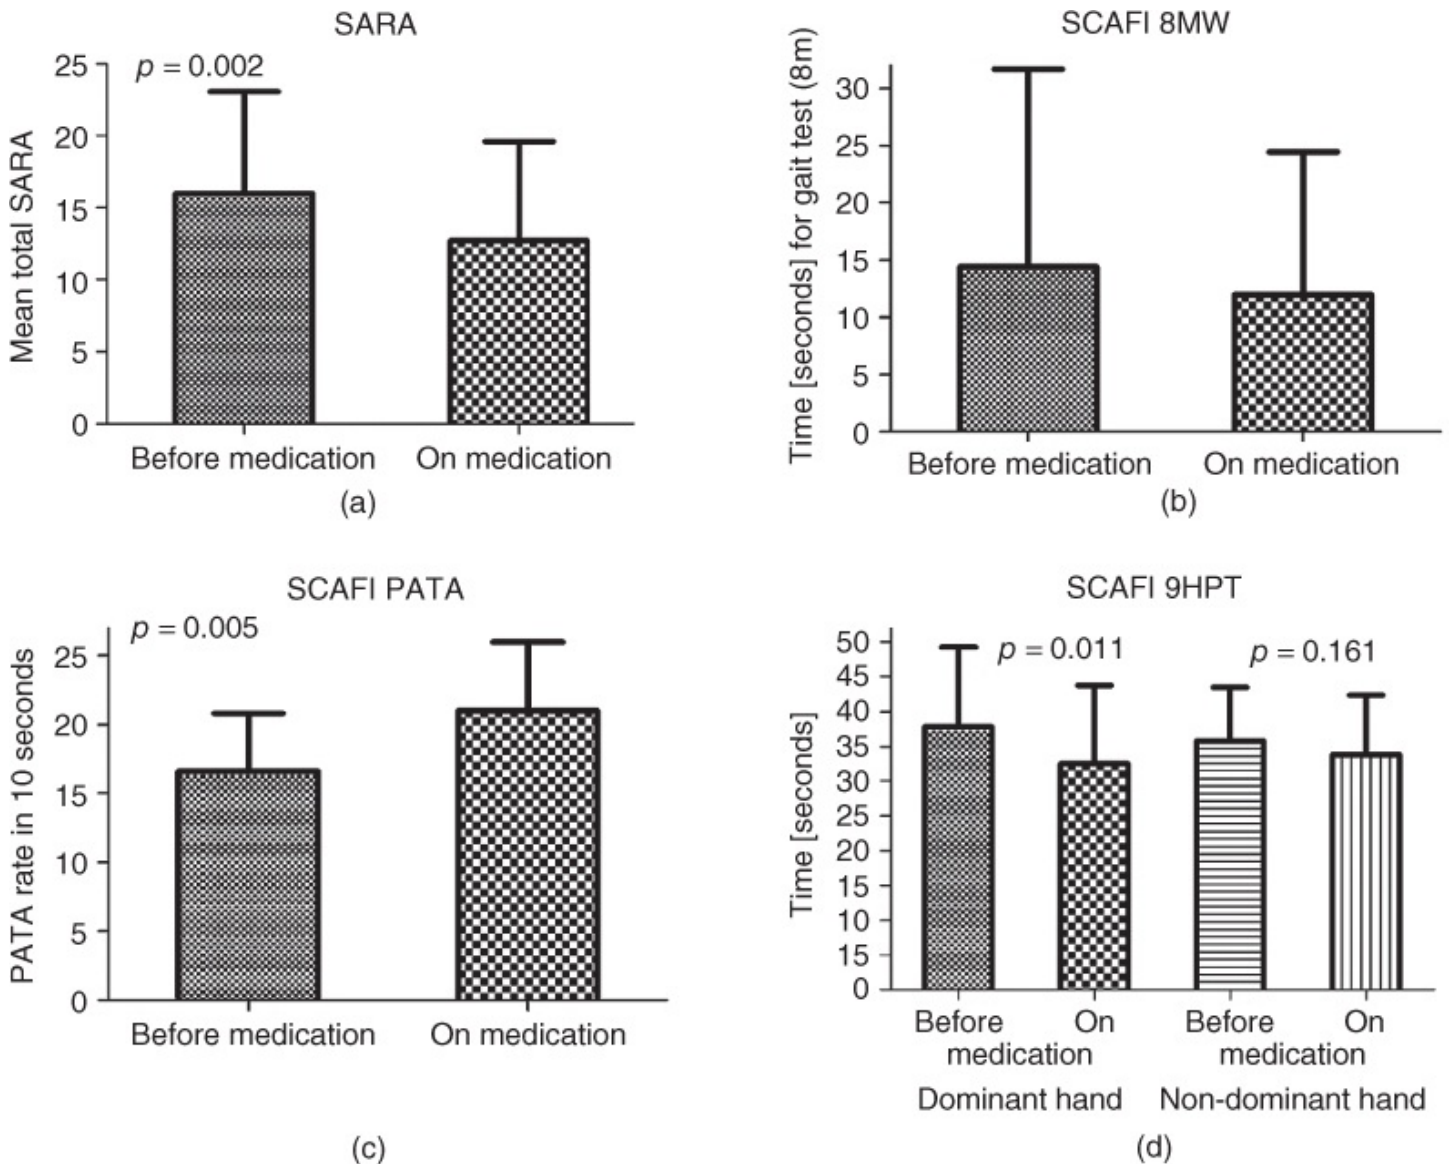 SARA
p = 0.002
Mean total SARA
25
20
15
10
5
0
Before medication
On medication
(a)
SCAFI 8MW
Time [seconds] for gait test (8m)
30
25
20
15
10
5
0
Before medication
On medication
(b)
SCAFI PATA
p = 0.005
PATA rate in 10 seconds
25
20
15
10
5
0
Before medication
On medication
(c)
SCAFI 9HPT
p = 0.011
p = 0.161
Time [seconds]
50
45
40
35
30
25
20
15
10
15
0
Before On Before On
medication medication
Dominant hand Non-dominant hand
(d)